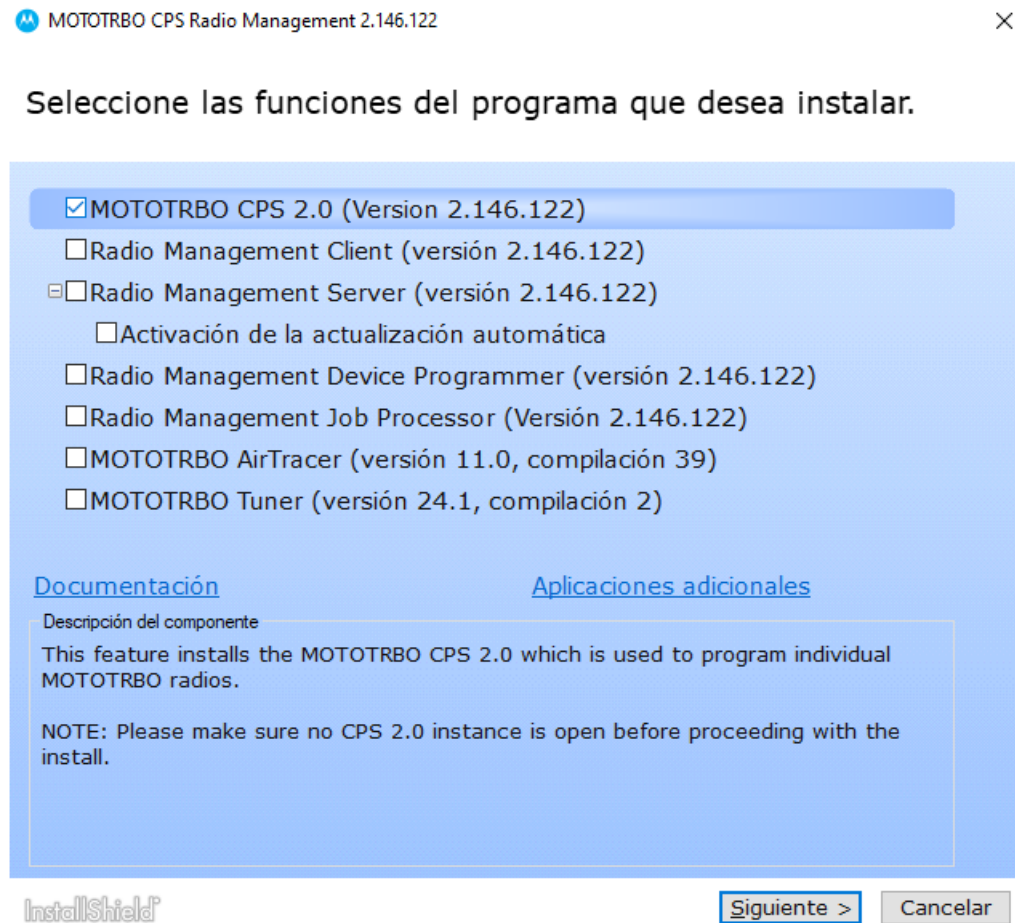 MOTOTRBO CPS Radio Management 2.146.122
Seleccione las funciones del programa que desea instalar.
MOTOTRBO CPS 2.0 (Version 2.146.122)
Radio Management Client (versión 2.146.122)
Radio Management Server (versión 2.146.122)
Activación de la actualización automática
Radio Management Device Programmer (versión 2.146.122)
Radio Management Job Processor (Versión 2.146.122)
MOTOTRBO AirTracer (versión 11.0, compilación 39)
MOTOTRBO Tuner (versión 24.1, compilación 2)
Documentación Aplicaciones adicionales
Descripción del componente
This feature installs the MOTOTRBO CPS 2.0 which is used to program individual
MOTOTRBO radios.
NOTE: Please make sure no CPS 2.0 instance is open before proceeding with the
install.
InstallShield Siguiente > Cancelar